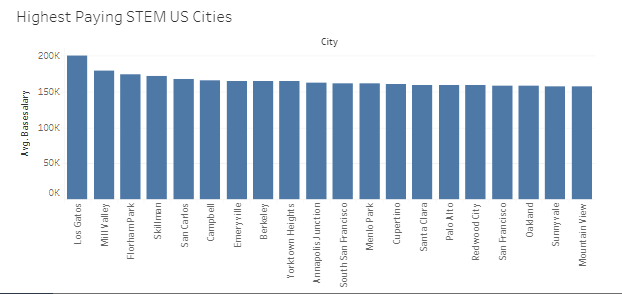 Highest Paying STEM US Cities
City
Avg. Basesalary
200K
150K
100K
50K
0K
Los Gatos
Mill Valley
Florham Park
Skillman
San Carlos
Campbell
Emeryville
Berkeley
Yorktown Heights
Annapolis Junction
South San Francisco
Menlo Park
Cupertino
Santa Clara
Palo Alto
Redwood City
San Francisco
Oakland
Sunnyvale
Mountain View